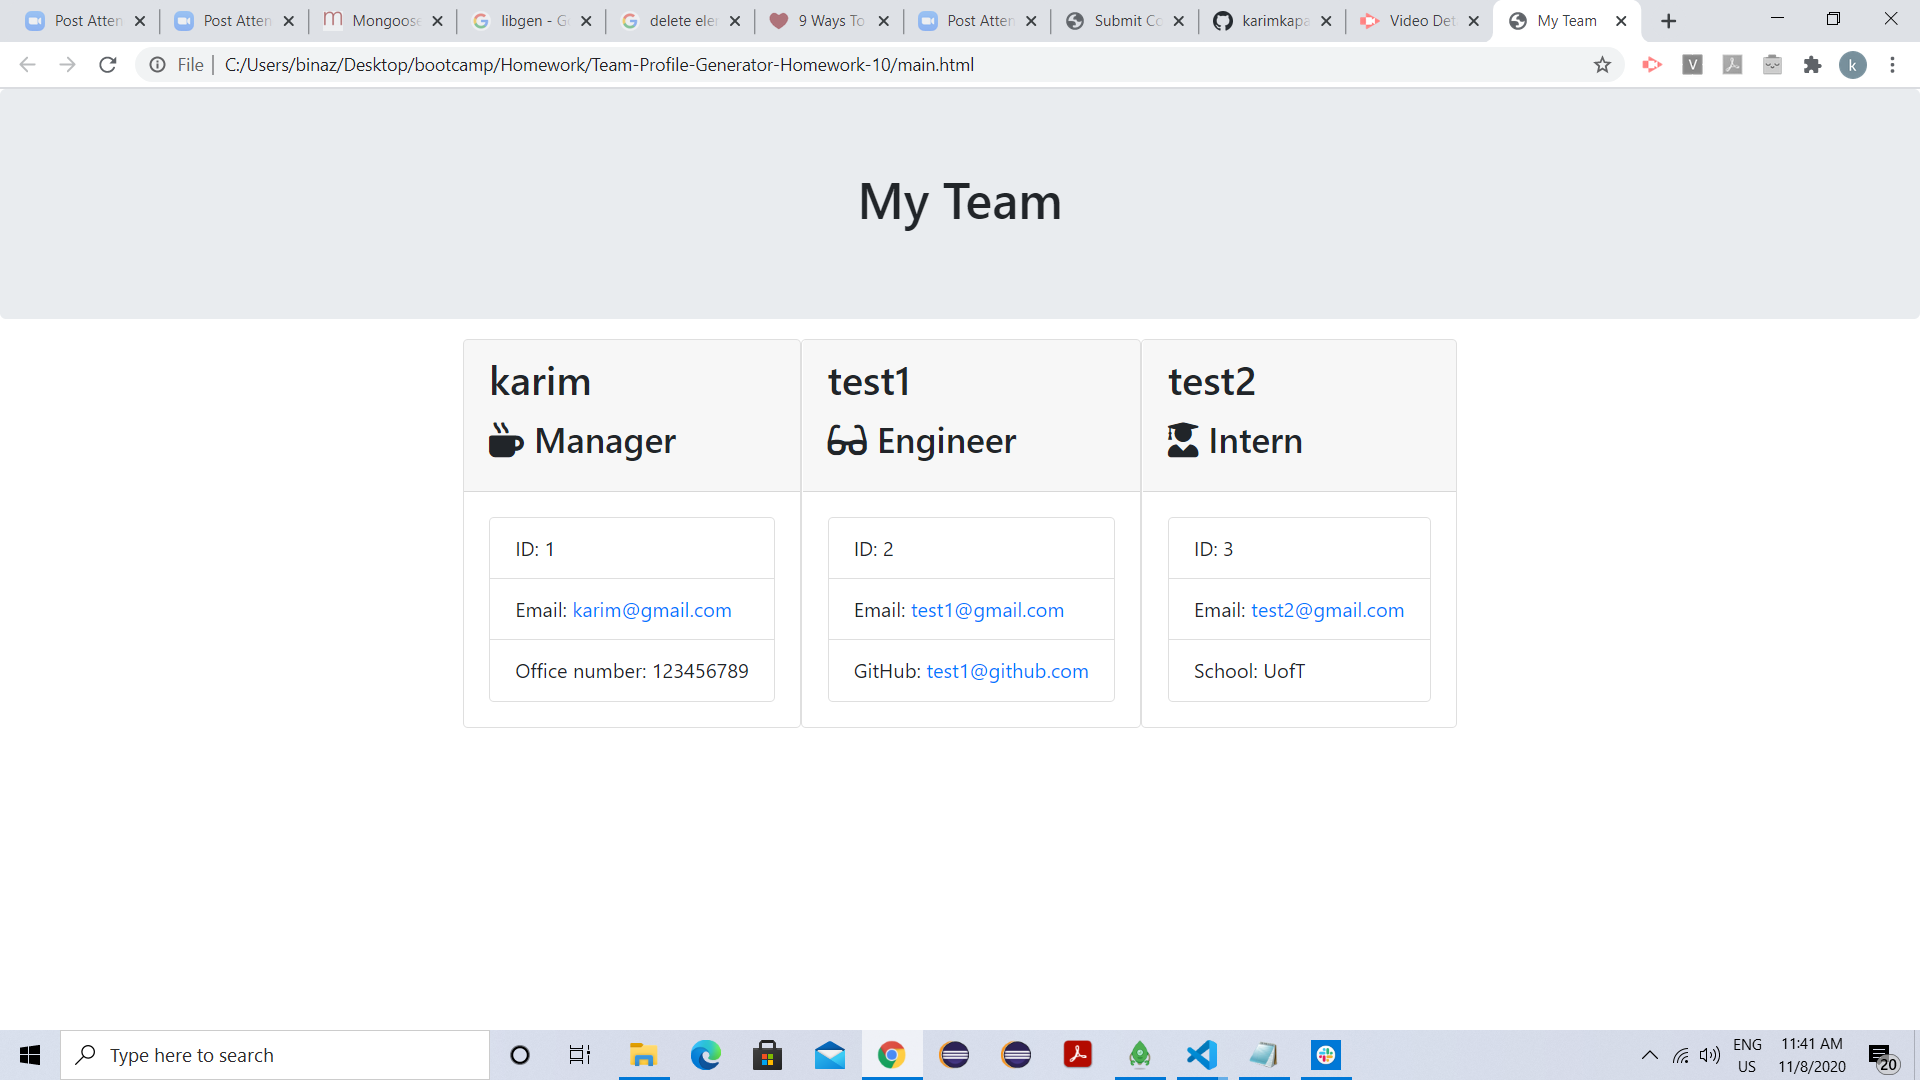 Post Atten
Post Atten
Mongoose
libgen - G
delete ele
9 Ways To
Post Atten
Submit Co
karimkapa
Video Det
My Team
File
C:/Users/binaz/Desktop/bootcamp/Homework/Team-Profile-Generator-Homework-10/main.html
V
k
My Team
karim
Manager
test1
Engineer
test2
Intern
ID: 1
Email: karim@gmail.com
Office number: 123456789
ID: 2
Email: test1@gmail.com
GitHub: test1@github.com
ID: 3
Email: test2@gmail.com
School: UofT
Type here to search
ENG
US
11:41 AM
11/8/2020
20